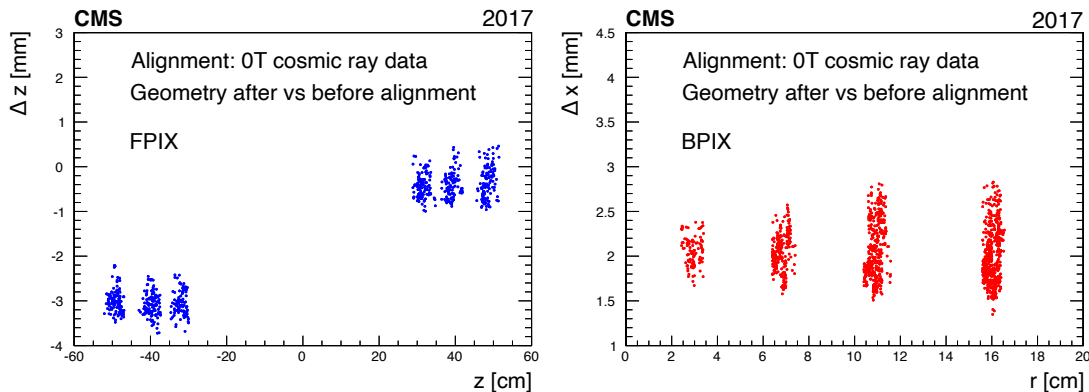 CMS 2017
Alignment: 0T cosmic ray data
Geometry after vs before alignment
FPIX
Δ z [mm]
3
2
1
0
-1
-2
-3
-4
-60 -40 -20 0 20 40 60
z [cm]
CMS 2017
Alignment: 0T cosmic ray data
Geometry after vs before alignment
BPIX
Δ x [mm]
4.5
4
3.5
3
2.5
2
1.5
1
0 2 4 6 8 10 12 14 16 18 20
r [cm]